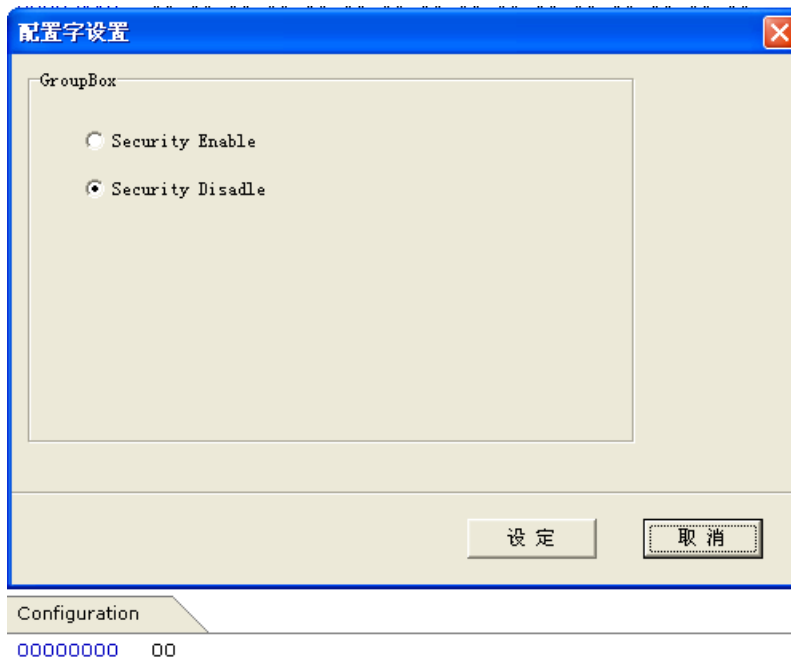 配置字设置
GroupBox
Security Enable
Security Disadle
设定 取消
Configuration
00000000 00